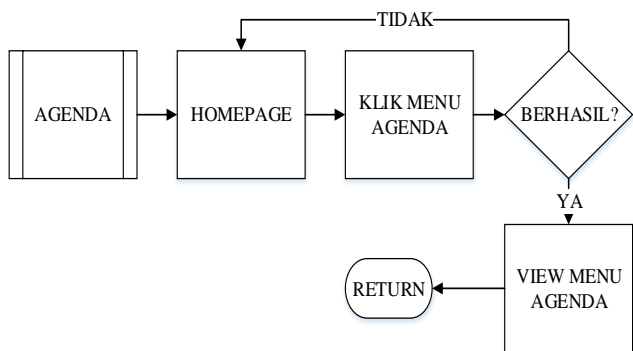 TIDAK
AGENDA
HOMEPAGE
KLIK MENU
AGENDA
BERHASIL?
YA
VIEW MENU
AGENDA
RETURN